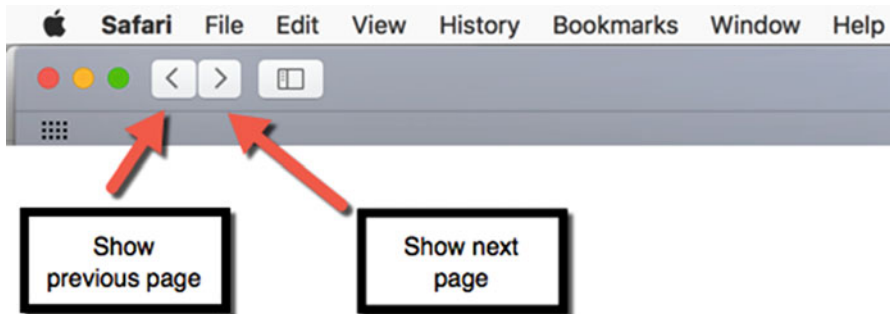 Safari File Edit View History Bookmarks Window Help
Show
previous page
Show next
page